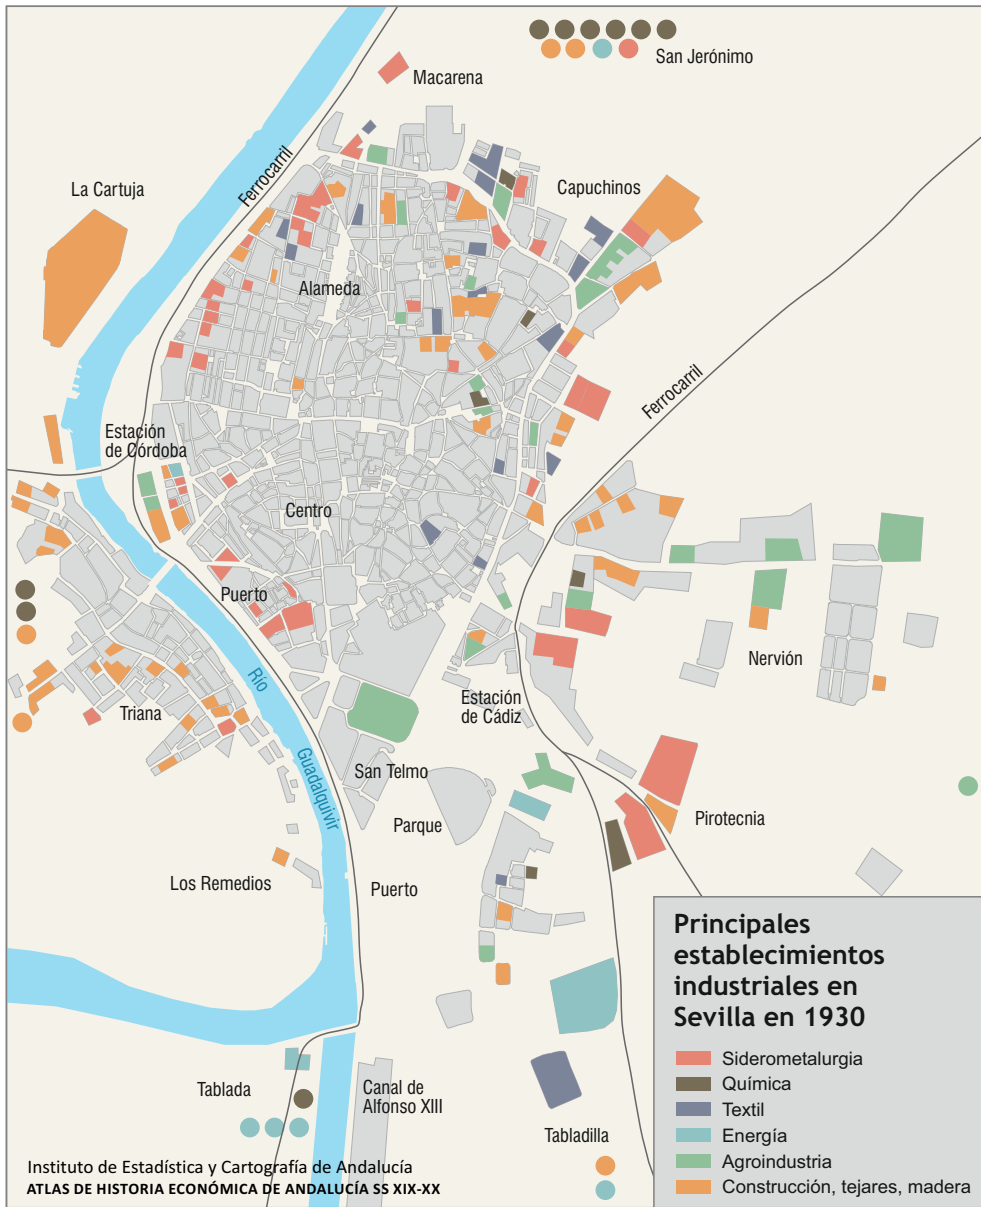 San Jerónimo
Macarena
Ferrocarril
La Cartuja
Capuchinos
Alameda
Ferrocarril
Estación
de Córdoba
Centro
Puerto
Nervión
Río
Guadalquivir
Triana
Estación
de Cádiz
San Telmo
Parque
Pirotecnia
Los Remedios
Puerto
Tablada
Canal de
Alfonso XIII
Tabladilla
Principales
establecimientos
industriales en
Sevilla en 1930
Siderometalurgia
Química
Textil
Energía
Agroindustria
Construcción, tejares, madera
Instituto de Estadística y Cartografía de Andalucía
ATLAS DE HISTORIA ECONÓMICA DE ANDALUCÍA SS XIX-XX